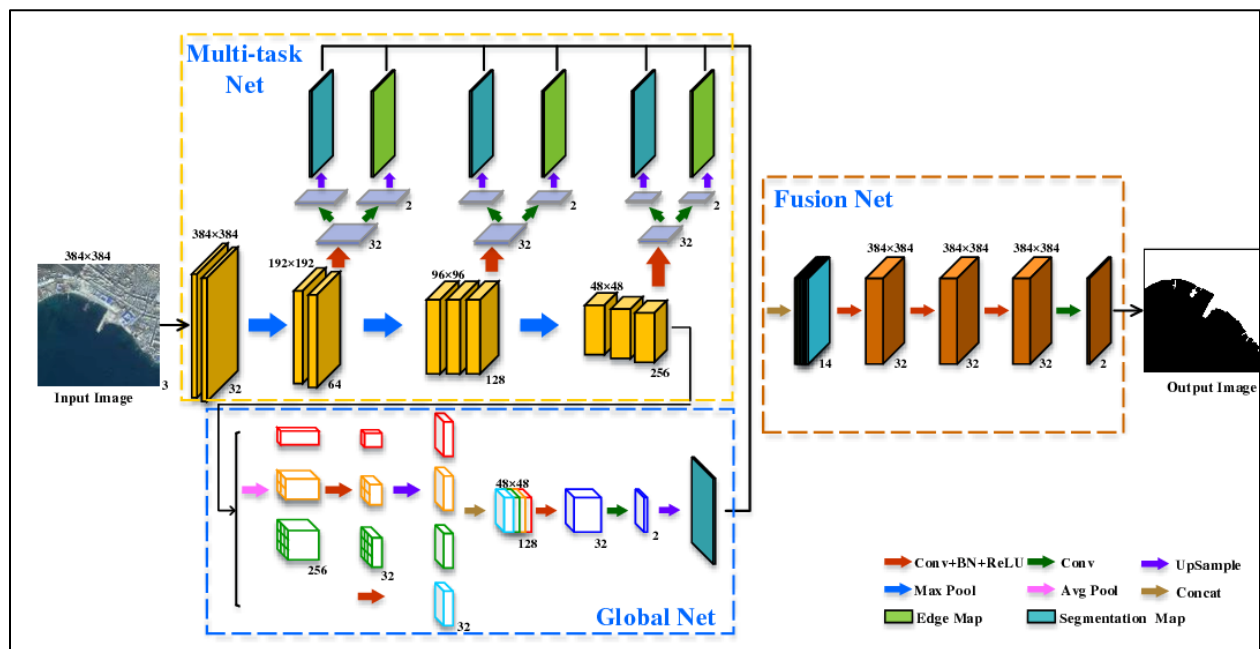 Multi-task
Net
2
2
2
32
32
32
384×384
192×192
96×96
48×48
384×384
3
Input Image
32
64
128
256
Fusion Net
384×384
384×384
384×384
14
32
32
32
2
Output Image
48×48
256
32
32
128
32
2
Global Net
Conv+BN+ReLU
Conv
UpSample
Max Pool
Avg Pool
Concat
Edge Map
Segmentation Map